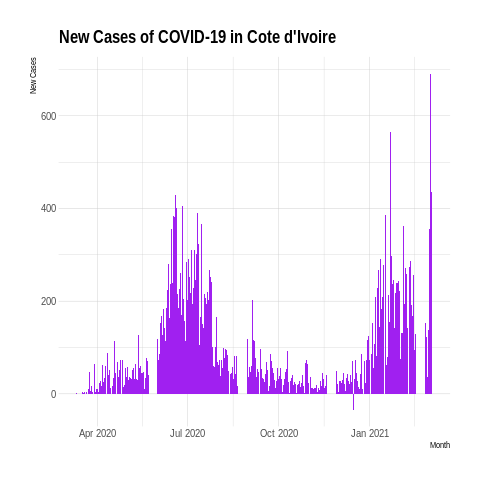 New Cases of COVID-19 in Cote d'Ivoire
New Cases
600
400
200
0
Apr 2020 Jul 2020 Oct 2020 Jan 2021
Month